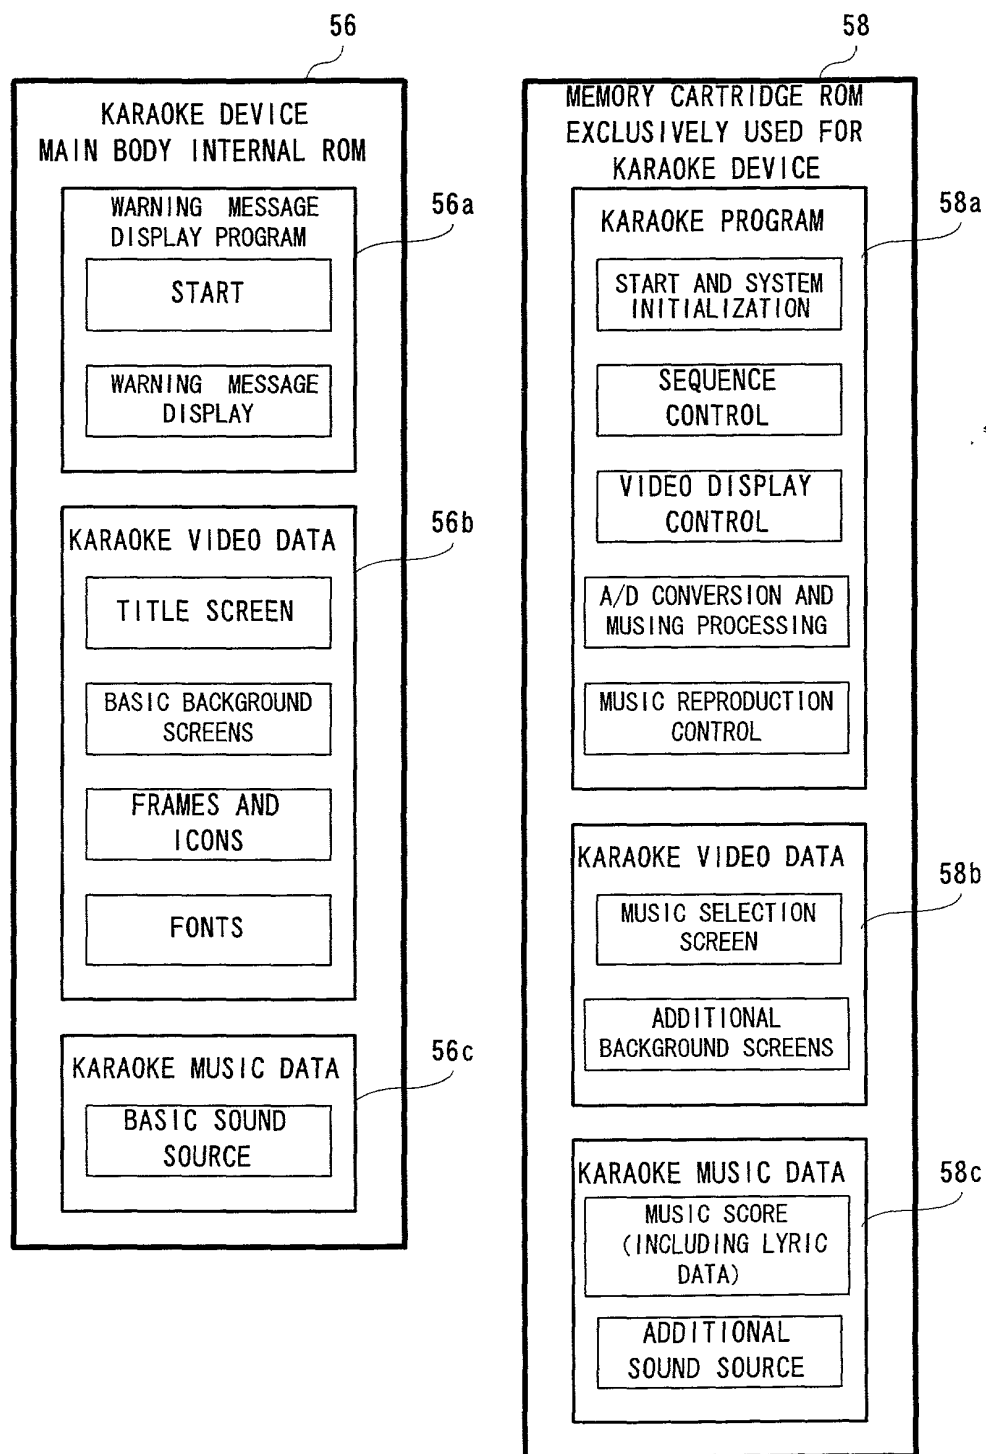 56
KARAOKE DEVICE
MAIN BODY INTERNAL ROM
WARNING MESSAGE
DISPLAY PROGRAM
56a
START
WARNING MESSAGE
DISPLAY
KARAOKE VIDEO DATA
56b
TITLE SCREEN
BASIC BACKGROUND
SCREENS
FRAMES AND
ICONS
FONTS
KARAOKE MUSIC DATA
56c
BASIC SOUND
SOURCE
58
MEMORY CARTRIDGE ROM
EXCLUSIVELY USED FOR
KARAOKE DEVICE
KARAOKE PROGRAM
58a
START AND SYSTEM
INITIALIZATION
SEQUENCE
CONTROL
VIDEO DISPLAY
CONTROL
A/D CONVERSION AND
MUSING PROCESSING
MUSIC REPRODUCTION
CONTROL
KARAOKE VIDEO DATA
58b
MUSIC SELECTION
SCREEN
ADDITIONAL
BACKGROUND SCREENS
KARAOKE MUSIC DATA
58c
MUSIC SCORE
(INCLUDING LYRIC
DATA)
ADDITIONAL
SOUND SOURCE